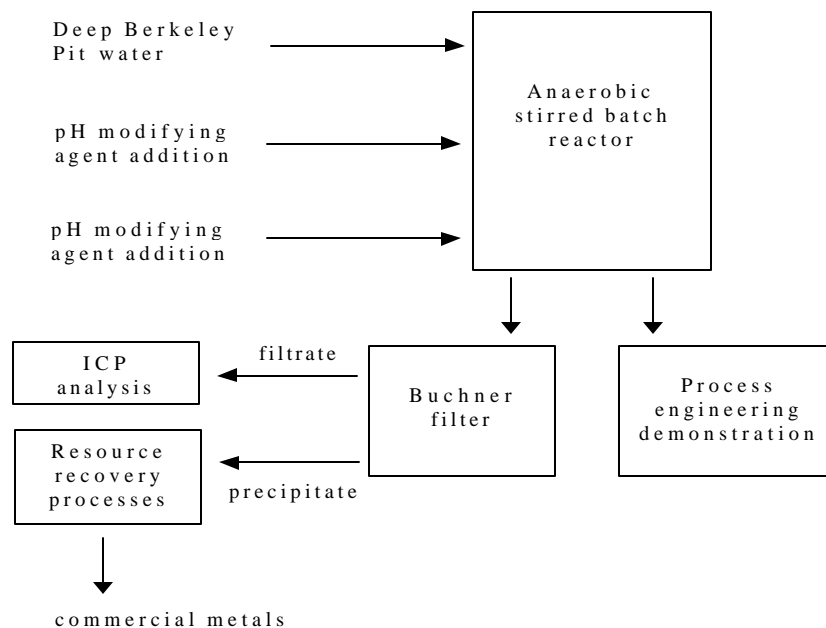 Deep Berkeley
Pit water
Anaerobic
stirred batch
reactor
pH modifying
agent addition
pH modifying
agent addition
ICP
analysis
filtrate
Buchner
filter
Process
engineering
demonstration
Resource
recovery
processes
precipitate
commercial metals